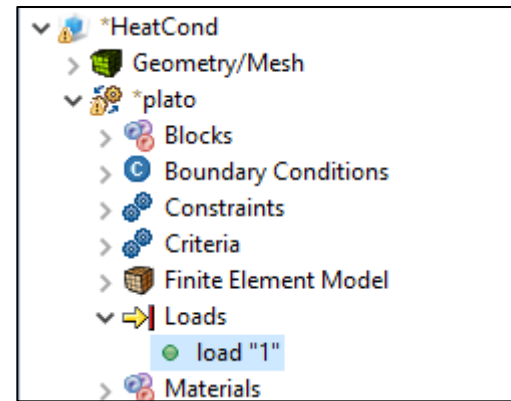 *HeatCond
Geometry/Mesh
*plato
Blocks
C Boundary Conditions
Constraints
Criteria
Finite Element Model
Loads
load "1"
Materials